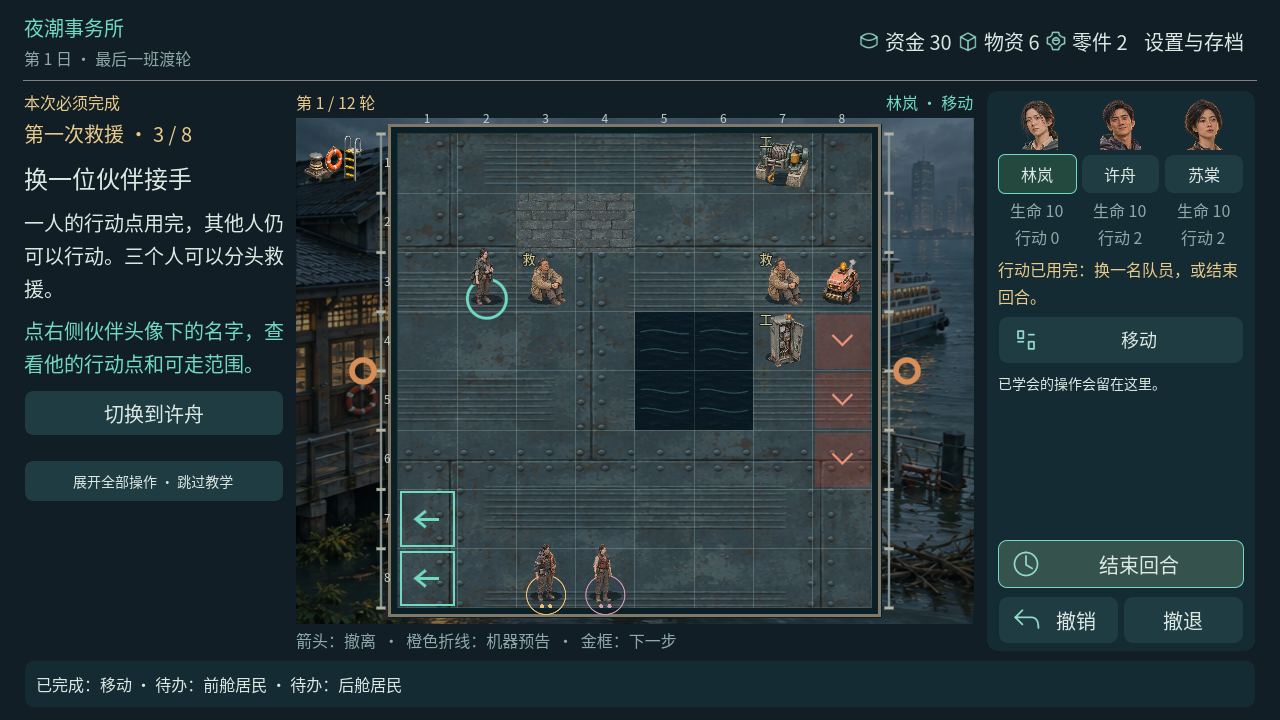 夜潮事务所
第 1 日 · 最后一班渡轮
资金 30 物资 6 零件 2 设置与存档
本次必须完成
第一次救援 · 3 / 8
换一位伙伴接手
一人的行动点用完，其他人仍
可以行动。三个人可以分头救
援。
点右侧伙伴头像下的名字，查
看他的行动点和可走范围。
切换到许舟
展开全部操作 · 跳过教学
第 1 / 12 轮
林岚 · 移动
1 2 3 4 5 6 7 8
1
2
3
4
5
6
7
8
工
救
救
工
箭头：撤离 · 橙色折线：机器预告 · 金框：下一步
林岚 许舟 苏棠
生命 10 生命 10 生命 10
行动 0 行动 2 行动 2
行动已用完：换一名队员，或结束
回合。
移动
已学会的操作会留在这里。
结束回合
撤销 撤退
已完成：移动 · 待办：前舱居民 · 待办：后舱居民